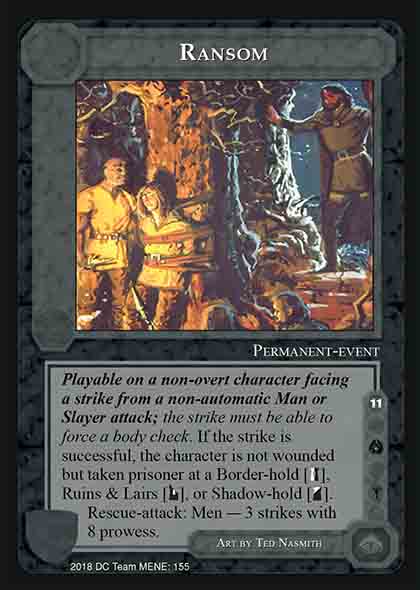 Ransom
Permanent-event
Playable on a non-overt character facing
a strike from a non-automatic Man or
Slayer attack; the strike must be able to
force a body check. If the strike is
successful, the character is not wounded
but taken prisoner at a Border-hold [],
Ruins & Lairs [], or Shadow-hold [].
Rescue-attack: Men — 3 strikes with
8 prowess.
11
Art by Ted Nasmith
2018 DC Team MENE: 155